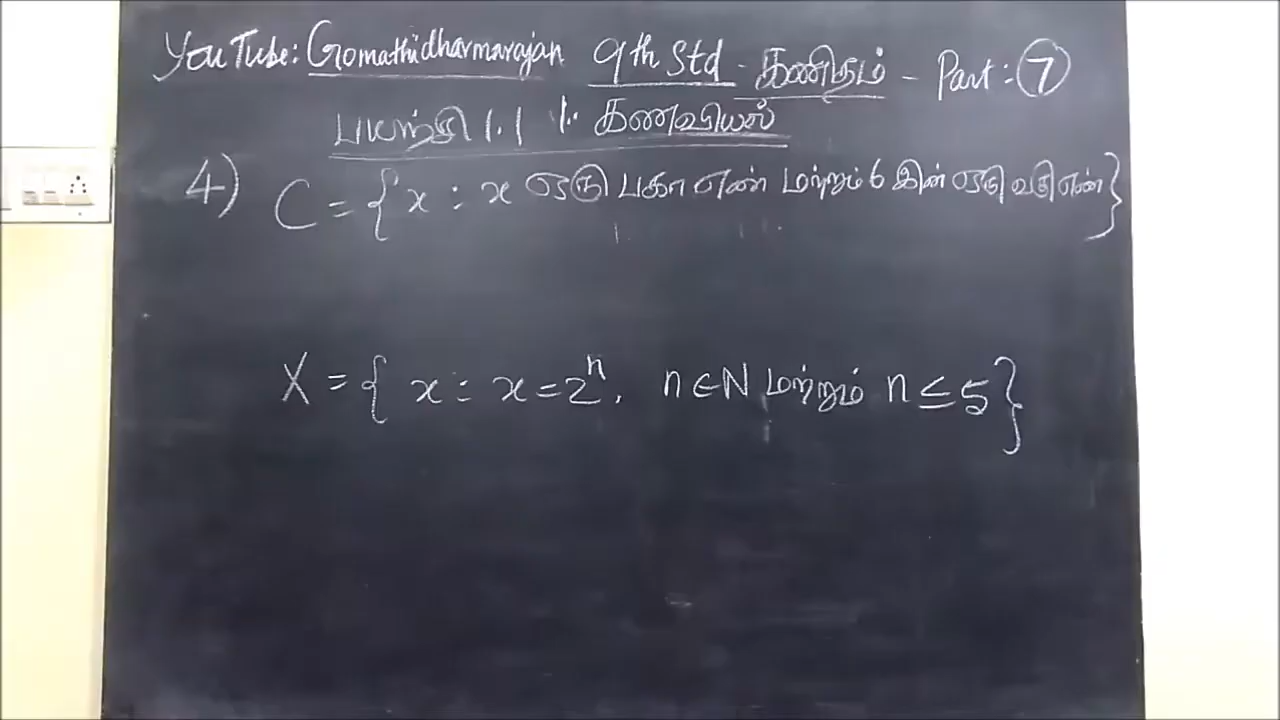 YouTube: Gomathidharmarajan 9th Std - கணிதம் - Part: 7
பயிற்சி 1.1 1. கணவியல்
4) C = { x : x ஒரு பகா எண் மற்றும் 6 இன் ஒரு வகு எண் }
X = { x : x = 2ⁿ, n ∈ N மற்றும் n ≤ 5 }